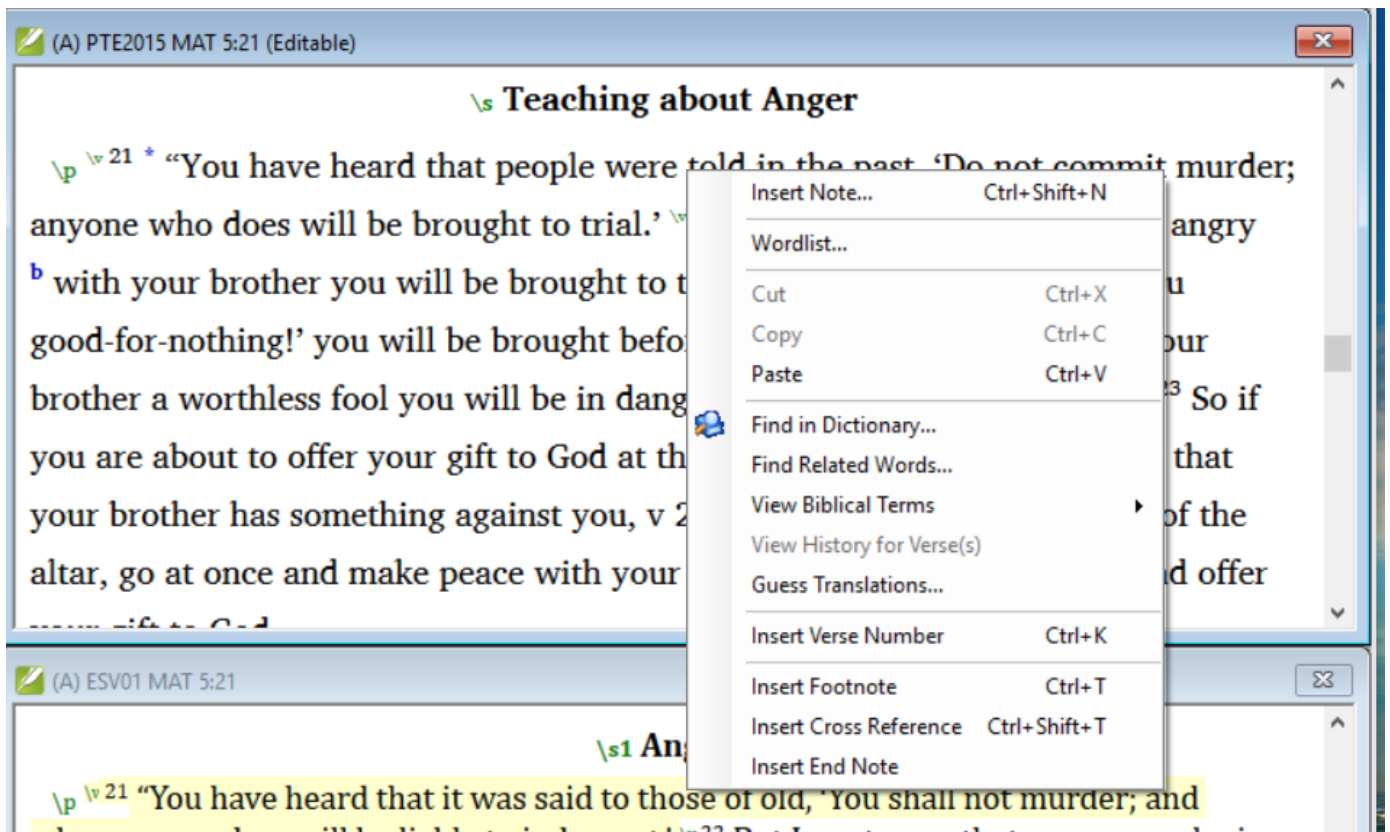 (A) PTE2015 MAT 5:21 (Editable)
\s Teaching about Anger
\p \v 21 * “You have heard that people were told in the past, ‘Do not commit murder;
anyone who does will be brought to trial.’ \v angry
b with your brother you will be brought to t u
good-for-nothing!’ you will be brought befo our
brother a worthless fool you will be in dang 23 So if
you are about to offer your gift to God at th that
your brother has something against you, v 2 of the
altar, go at once and make peace with your d offer
your gift to God
Insert Note... Ctrl+Shift+N
Wordlist...
Cut Ctrl+X
Copy Ctrl+C
Paste Ctrl+V
Find in Dictionary...
Find Related Words...
View Biblical Terms
View History for Verse(s)
Guess Translations...
Insert Verse Number Ctrl+K
Insert Footnote Ctrl+T
Insert Cross Reference Ctrl+Shift+T
Insert End Note
(A) ESV01 MAT 5:21
\s1 Ang
\p \v 21 “You have heard that it was said to those of old, ‘You shall not murder; and